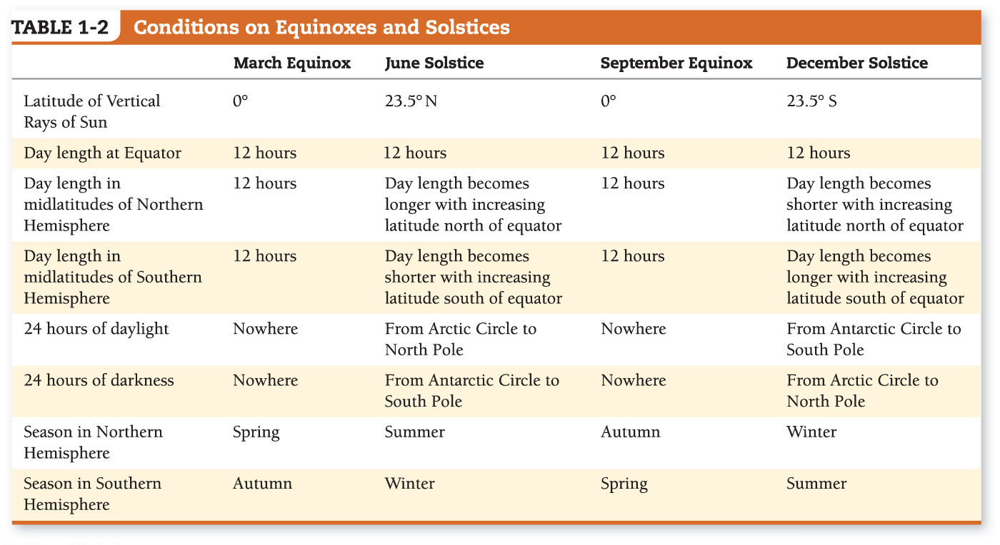 TABLE 1-2 Conditions on Equinoxes and Solstices
March Equinox June Solstice September Equinox December Solstice
Latitude of Vertical 0° 23.5° N 0° 23.5° S
Rays of Sun
Day length at Equator 12 hours 12 hours 12 hours 12 hours
Day length in 12 hours Day length becomes 12 hours Day length becomes
midlatitudes of Northern longer with increasing shorter with increasing
Hemisphere latitude north of equator latitude north of equator
Day length in 12 hours Day length becomes 12 hours Day length becomes
midlatitudes of Southern shorter with increasing longer with increasing
Hemisphere latitude south of equator latitude south of equator
24 hours of daylight Nowhere From Arctic Circle to Nowhere From Antarctic Circle to
North Pole South Pole
24 hours of darkness Nowhere From Antarctic Circle to Nowhere From Arctic Circle to
South Pole North Pole
Season in Northern Spring Summer Autumn Winter
Hemisphere
Season in Southern Autumn Winter Spring Summer
Hemisphere